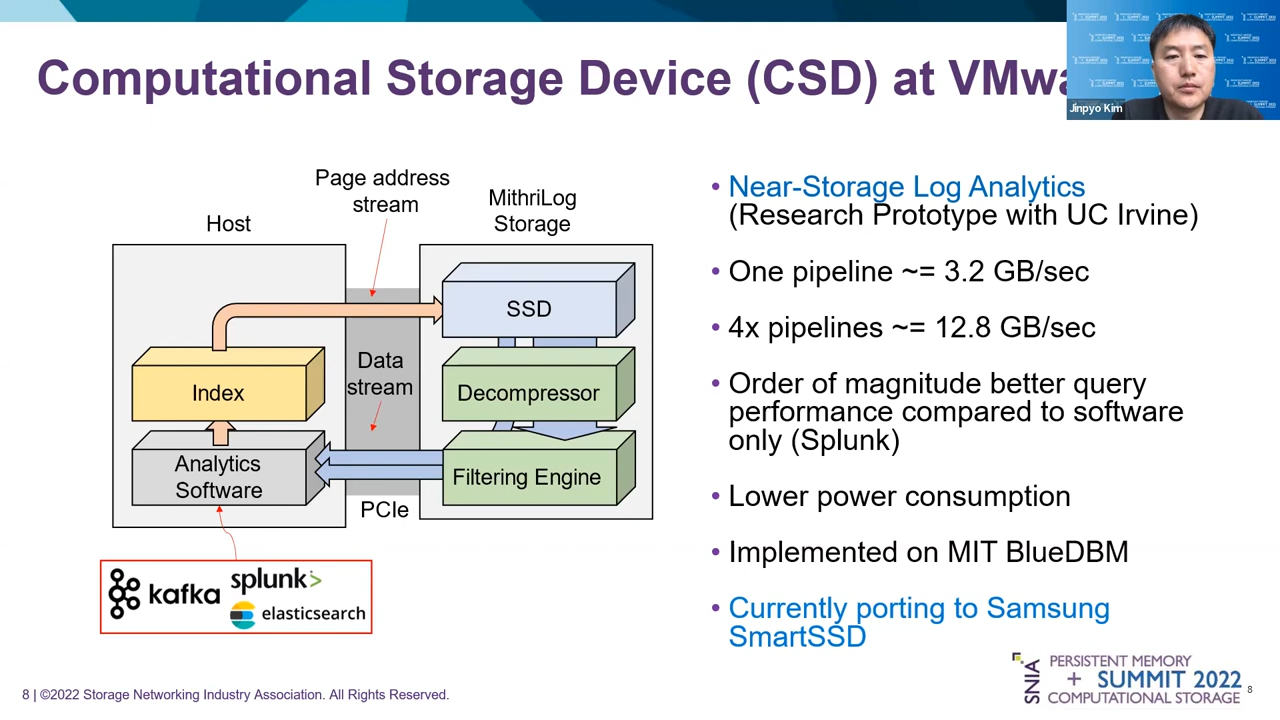 Computational Storage Device (CSD) at VMwa
Jinpyo Kim
Page address
stream
Host
MithriLog
Storage
SSD
Index
Data
stream
Decompressor
Analytics
Software
Filtering Engine
PCIe
kafka
splunk>
elasticsearch
• Near-Storage Log Analytics
(Research Prototype with UC Irvine)
• One pipeline ~= 3.2 GB/sec
• 4x pipelines ~= 12.8 GB/sec
• Order of magnitude better query
performance compared to software
only (Splunk)
• Lower power consumption
• Implemented on MIT BlueDBM
• Currently porting to Samsung
SmartSSD
8 | ©2022 Storage Networking Industry Association. All Rights Reserved.
SNIA
PERSISTENT MEMORY
+ SUMMIT 2022
COMPUTATIONAL STORAGE
8